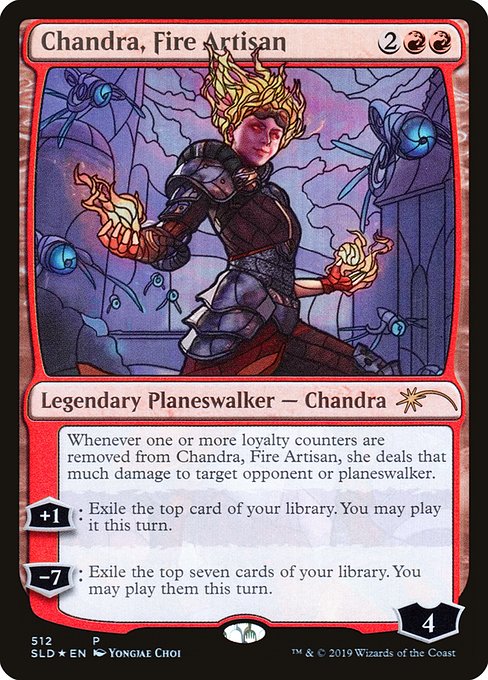 Chandra, Fire Artisan 2
Legendary Planeswalker — Chandra
Whenever one or more loyalty counters are
removed from Chandra, Fire Artisan, she deals that
much damage to target opponent or planeswalker.
+1: Exile the top card of your library. You may play
it this turn.
−7: Exile the top seven cards of your library. You
may play them this turn.
4
512 P
SLD ★ EN Yongjae Choi ™ & © 2019 Wizards of the Coast